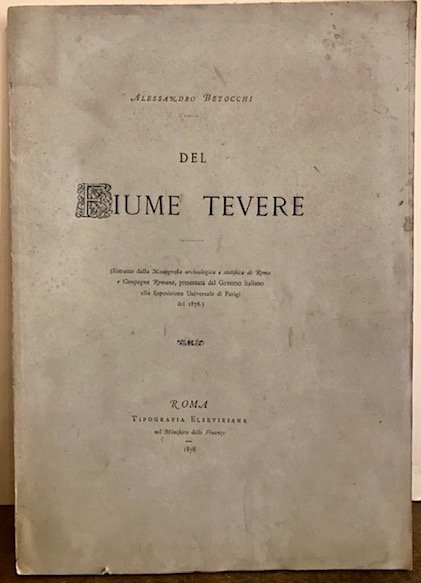 Alessandro Betocchi
DEL
FIUME TEVERE
(Estratto dalla Monografia archeologica e statistica di Roma
e Campagna Romana, presentata dal Governo italiano
alla Esposizione Universale di Parigi
del 1878.)
ROMA
Tipografia Elzeviriana
nel Ministero delle Finanze
1878